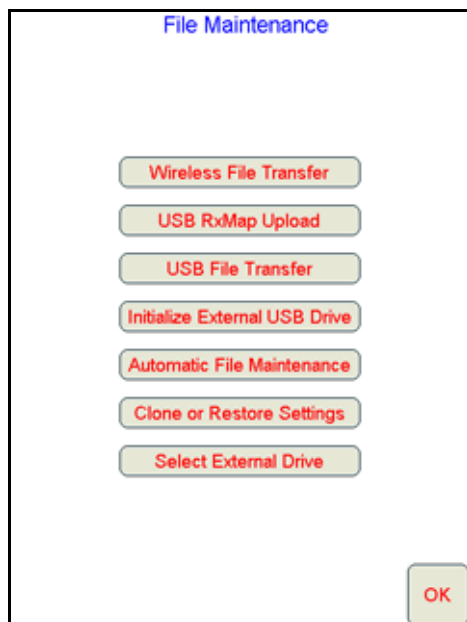 File Maintenance
Wireless File Transfer
USB RxMap Upload
USB File Transfer
Initialize External USB Drive
Automatic File Maintenance
Clone or Restore Settings
Select External Drive
OK